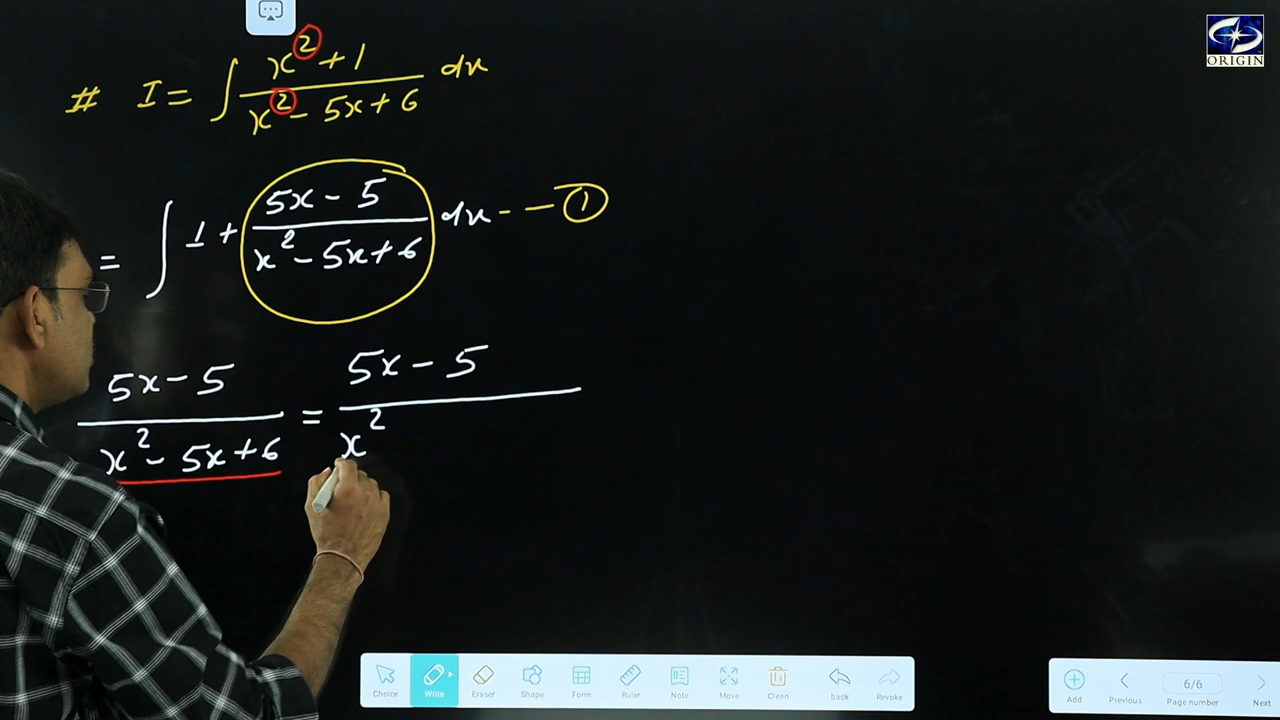 # I = ∫ (x² + 1)/(x² - 5x + 6) dx
= ∫ 1 + (5x - 5)/(x² - 5x + 6) dx - - ①
(5x - 5)/(x² - 5x + 6) = (5x - 5)/(x²
ORIGIN
Choice Write Eraser Shape Form Ruler Note Move Clean back Revoke
Add Previous 6/6 Page number Next